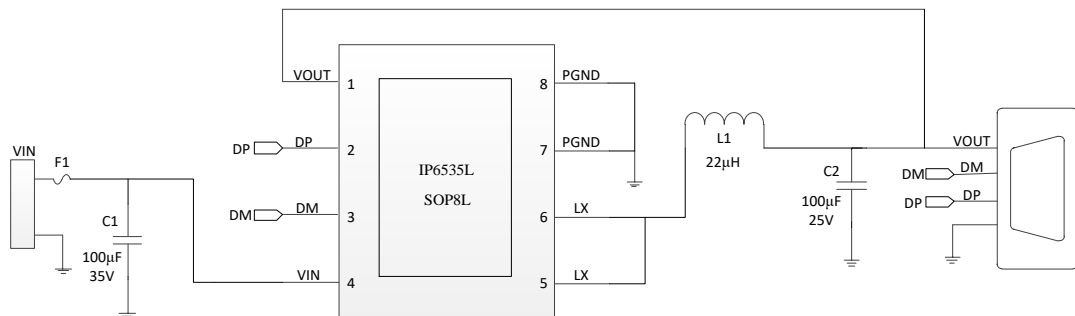 VOUT
1
8
PGND
DP
DP
2
7
PGND
IP6535L
SOP8L
DM
DM
3
6
LX
VIN
4
5
LX
VIN
F1
C1
100μF
35V
L1
22μH
C2
100μF
25V
VOUT
DM
DM
DP
DP